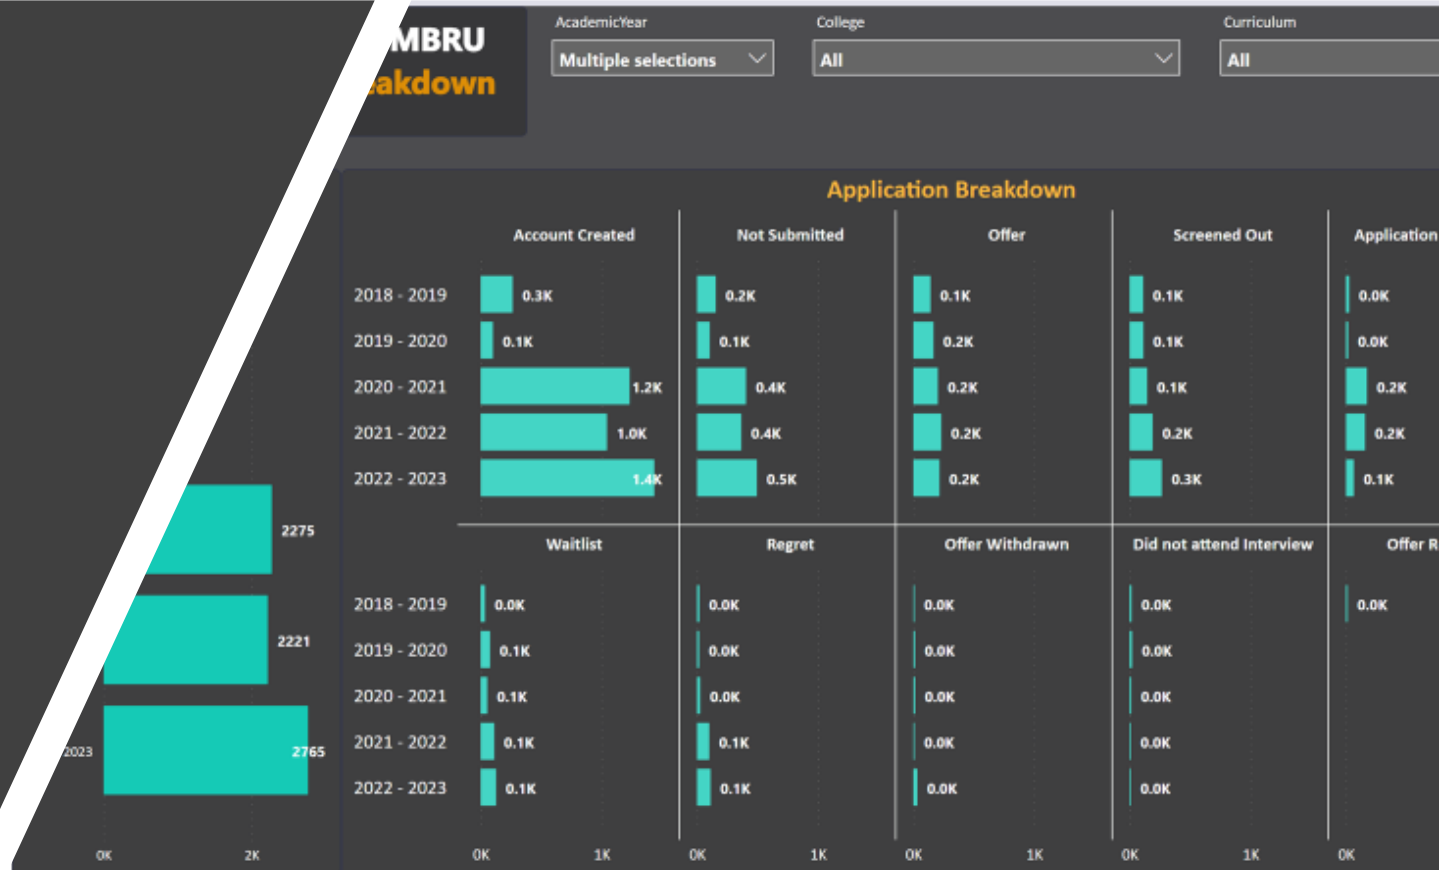 MBRU
eakdown
AcademicYear
Multiple selections
College
All
Curriculum
All
Application Breakdown
Account Created
Not Submitted
Offer
Screened Out
Application
2018 - 2019 0.3K 0.2K 0.1K 0.1K 0.0K
2019 - 2020 0.1K 0.1K 0.2K 0.1K 0.0K
2020 - 2021 1.2K 0.4K 0.2K 0.1K 0.2K
2021 - 2022 1.0K 0.4K 0.2K 0.2K 0.2K
2022 - 2023 1.4K 0.5K 0.2K 0.3K 0.1K
Waitlist
Regret
Offer Withdrawn
Did not attend Interview
Offer R
2018 - 2019 0.0K 0.0K 0.0K 0.0K 0.0K
2019 - 2020 0.1K 0.0K 0.0K 0.0K
2020 - 2021 0.1K 0.0K 0.0K 0.0K
2021 - 2022 0.1K 0.1K 0.0K 0.0K
2022 - 2023 0.1K 0.1K 0.0K 0.0K
0K 1K 0K 1K 0K 1K 0K 1K 0K
2275
2221
2023 2765
0K 2K